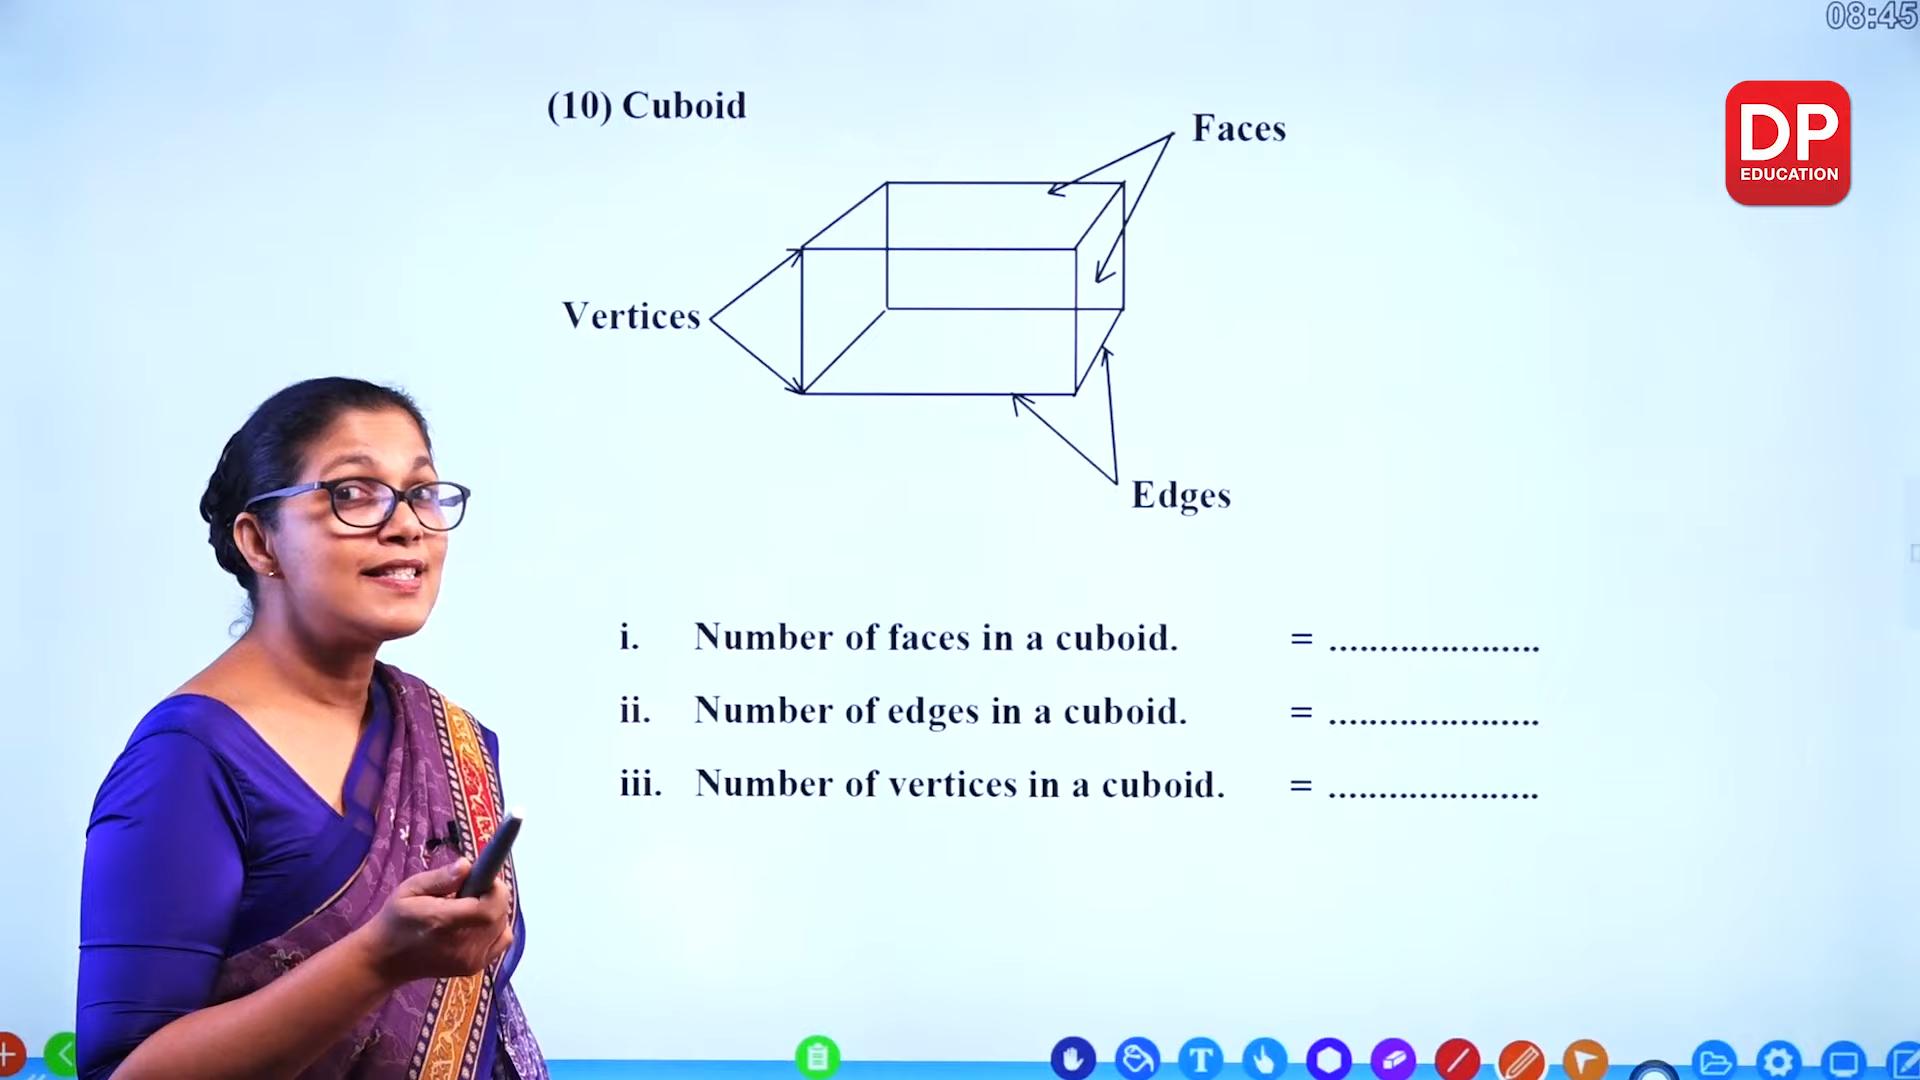 08:45
(10) Cuboid
Faces
DP
EDUCATION
Vertices
Edges
i. Number of faces in a cuboid. = .....................
ii. Number of edges in a cuboid. = .....................
iii. Number of vertices in a cuboid. = .....................
T